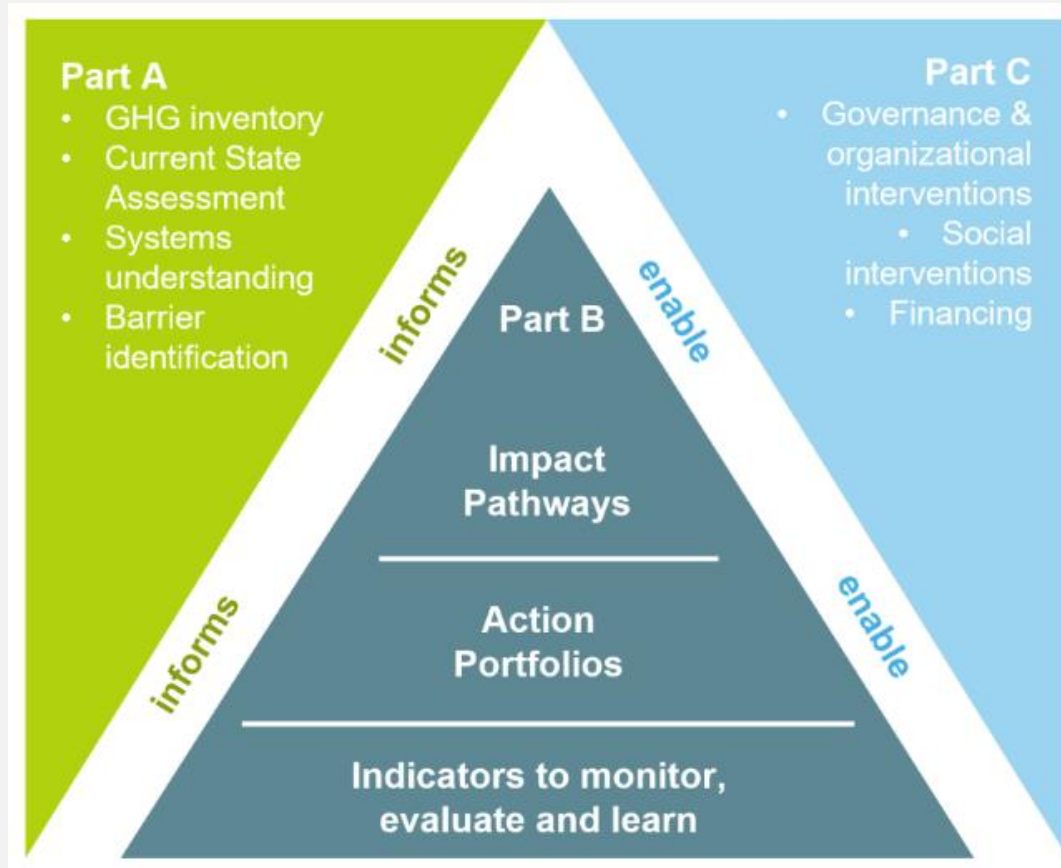 Part A
• GHG inventory
• Current State
Assessment
• Systems
understanding
• Barrier
identification
Part C
• Governance &
organizational
interventions
• Social
interventions
• Financing
informs
informs
enable
enable
Part B
Impact
Pathways
Action
Portfolios
Indicators to monitor,
evaluate and learn